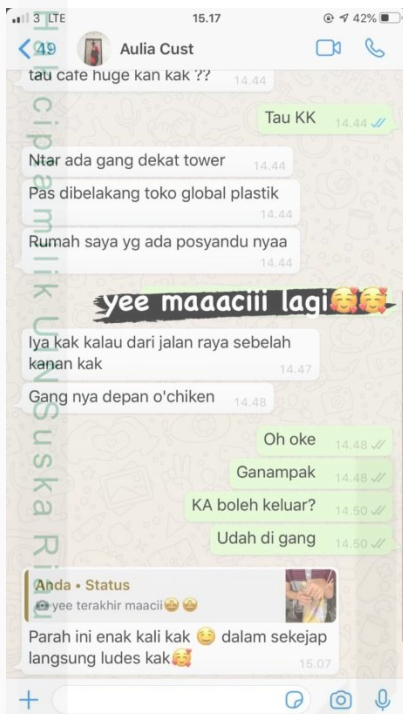 3 LTE 15.17 42%
49 Aulia Cust
tau cafe huge kan kak ?? 14.44
Tau KK 14.44
Ntar ada gang dekat tower 14.44
Pas dibelakang toko global plastik
14.44
Rumah saya yg ada posyandu nyaa
14.44
yee maaaciii lagi🥰🥰
Iya kak kalau dari jalan raya sebelah
kanan kak 14.47
Gang nya depan o'chiken 14.48
Oh oke 14.48
Ganampak 14.48
KA boleh keluar? 14.50
Udah di gang 14.50
Anda • Status
📷 yee terakhir maacii🤩 🤩
Parah ini enak kali kak 😋 dalam sekejap
langsung ludes kak🥰 15.07
Hak cipta milik UIN Suska Riau